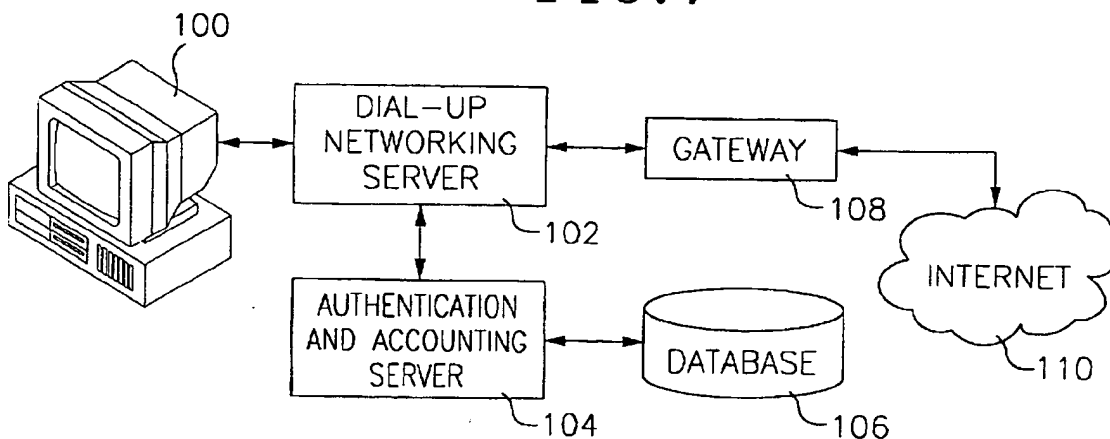 100
DIAL-UP
NETWORKING
SERVER
102
GATEWAY
108
INTERNET
110
AUTHENTICATION
AND ACCOUNTING
SERVER
104
DATABASE
106